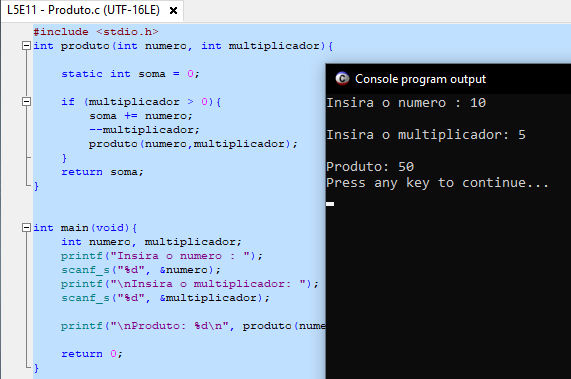 L5E11 - Produto.c (UTF-16LE)
#include <stdio.h>
int produto(int numero, int multiplicador){
static int soma = 0;
if (multiplicador > 0){
soma += numero;
--multiplicador;
produto(numero,multiplicador);
}
return soma;
}
int main(void){
int numero, multiplicador;
printf("Insira o numero : ");
scanf_s("%d", &numero);
printf("\nInsira o multiplicador: ");
scanf_s("%d", &multiplicador);
printf("\nProduto: %d\n", produto(nume
return 0;
}
Console program output
Insira o numero : 10
Insira o multiplicador: 5
Produto: 50
Press any key to continue...